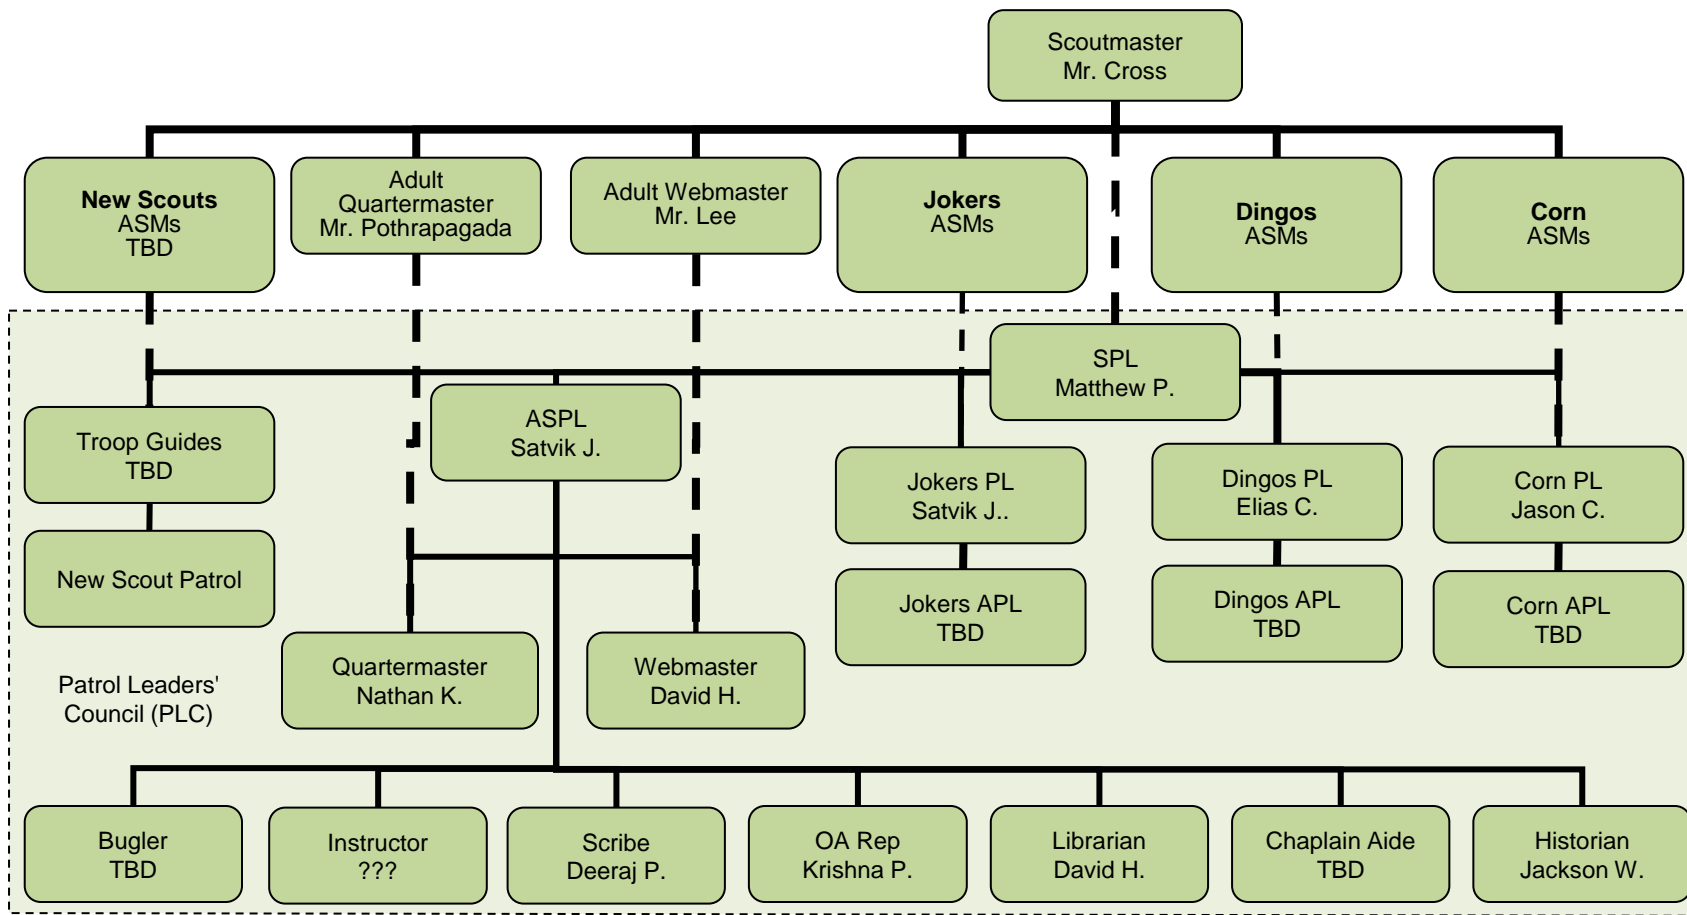 Scoutmaster
Mr. Cross
New Scouts
ASMs
TBD
Adult
Quartermaster
Mr. Pothrapagada
Adult Webmaster
Mr. Lee
Jokers
ASMs
Dingos
ASMs
Corn
ASMs
SPL
Matthew P.
ASPL
Satvik J.
Troop Guides
TBD
New Scout Patrol
Jokers PL
Satvik J..
Dingos PL
Elias C.
Corn PL
Jason C.
Jokers APL
TBD
Dingos APL
TBD
Corn APL
TBD
Quartermaster
Nathan K.
Webmaster
David H.
Patrol Leaders'
Council (PLC)
Bugler
TBD
Instructor
???
Scribe
Deeraj P.
OA Rep
Krishna P.
Librarian
David H.
Chaplain Aide
TBD
Historian
Jackson W.